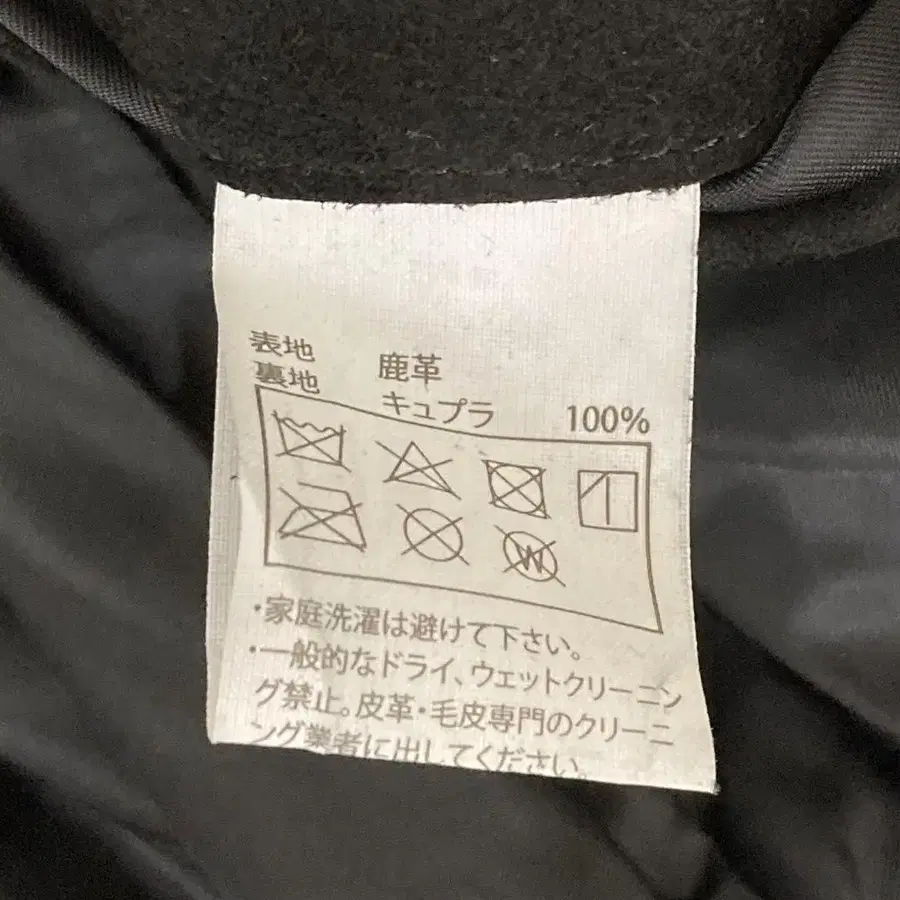 表地 鹿革
裏地 キュプラ 100%
W
・家庭洗濯は避けて下さい。
・一般的なドライ、ウェットクリーニン
グ禁止。皮革・毛皮専門のクリーニ
ング業者に出してください。